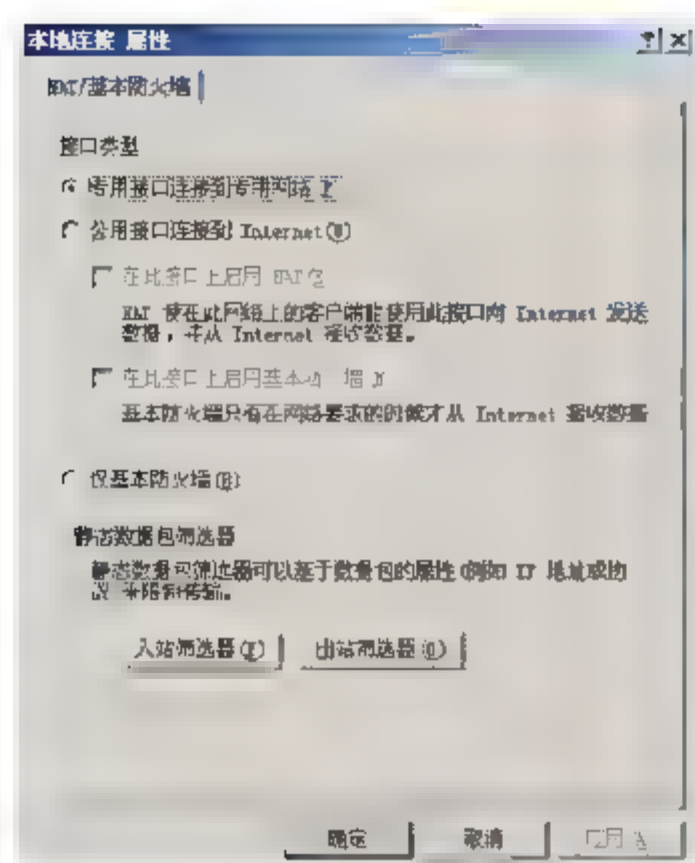 本地连接 属性
NAT/基本防火墙
接口类型
专用接口连接到专用网络
公用接口连接到 Internet(U)
在此接口上启用 NAT
NAT 使在此网络上的客户端能使用此接口向 Internet 发送
数据，并从 Internet 接收数据。
在此接口上启用基本 墙
基本防火墙只有在网络要求的时候才从 Internet 接收数据
仅基本防火墙(B)
静态数据包筛选器
静态数据包筛选器可以基于数据包的属性(例如 IP 地址或协
议 来限制传输。
入站筛选器(I)
出站筛选器(O)
确定
取消
应用